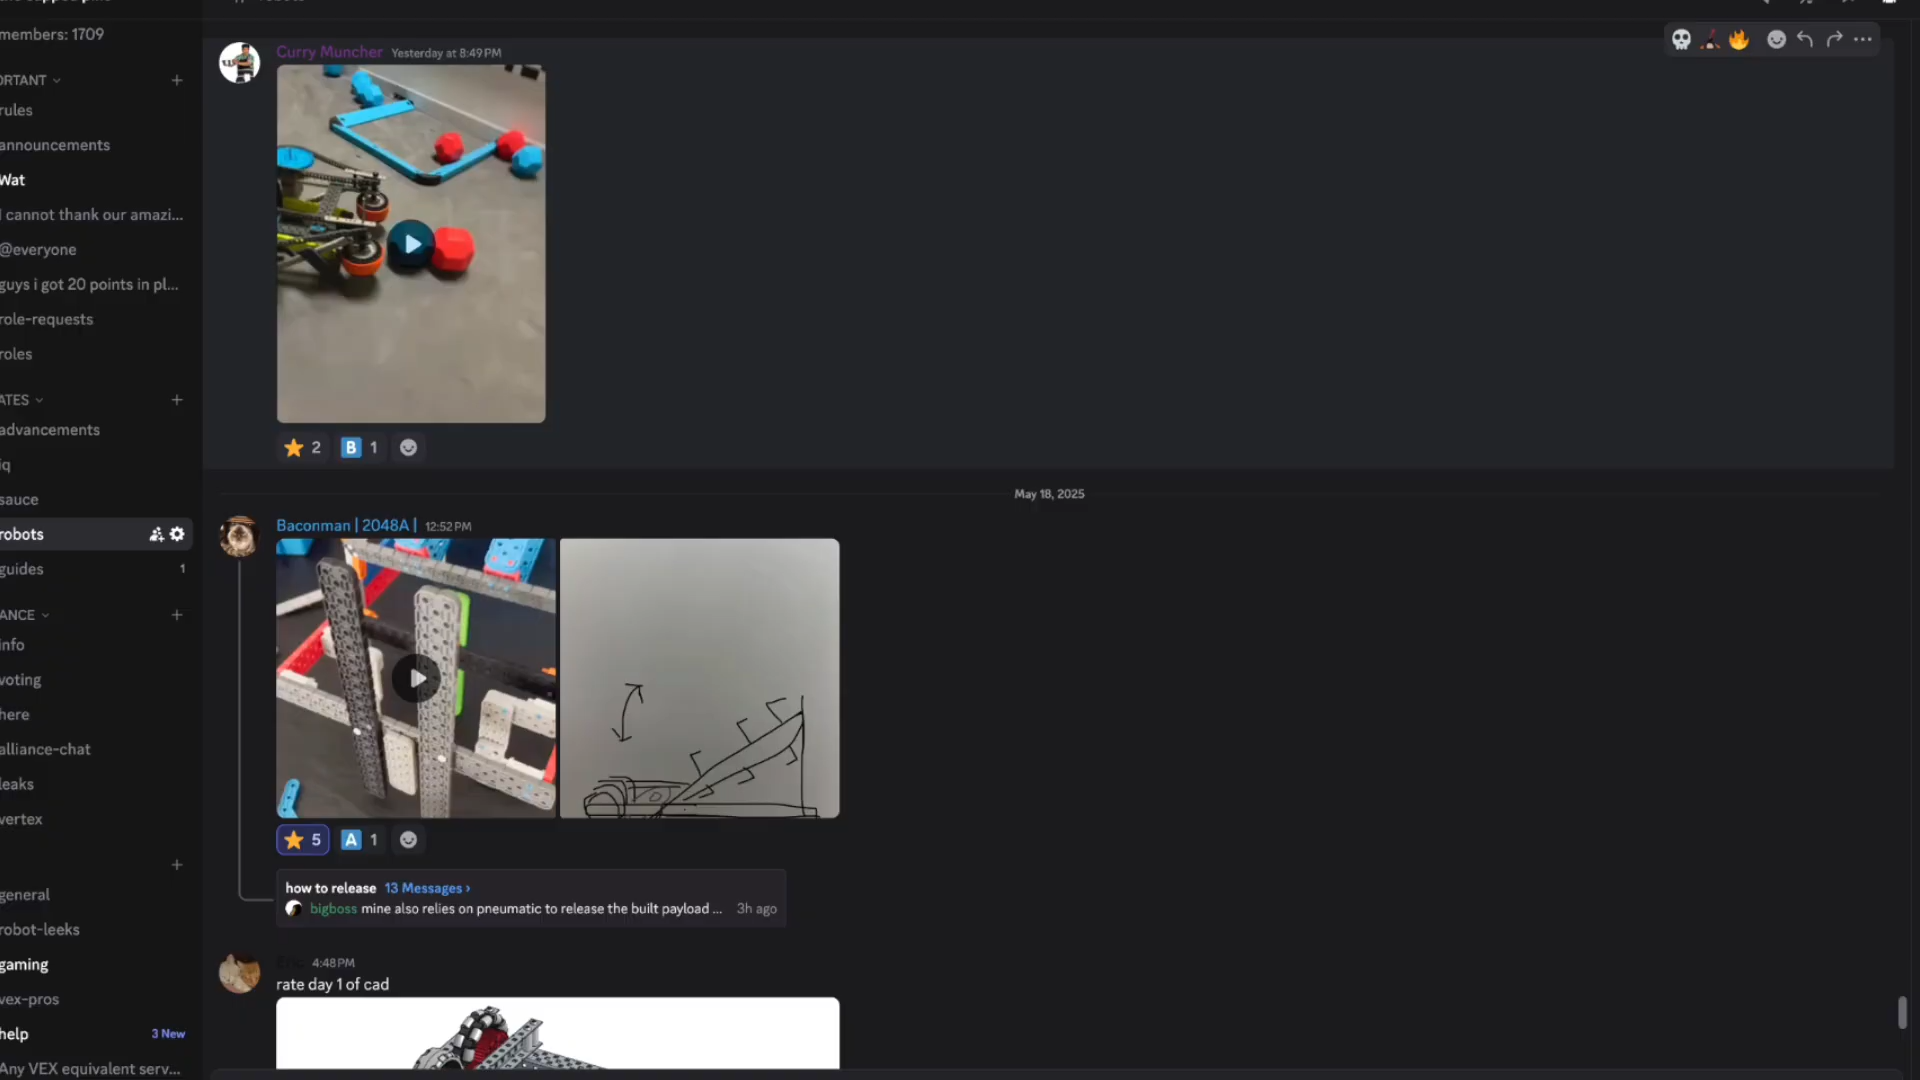 members: 1709
ORTANT
rules
announcements
Wat
I cannot thank our amazi...
@everyone
guys i got 20 points in pl...
role-requests
roles
ATES
advancements
iq
sauce
robots
guides 1
ANCE
info
voting
here
alliance-chat
leaks
vertex
general
robot-leeks
gaming
vex-pros
help 3 New
Any VEX equivalent serv...
Curry Muncher Yesterday at 8:49 PM
2 B 1
May 18, 2025
Baconman | 2048A | 12:52 PM
5 A 1
how to release 13 Messages ›
bigboss mine also relies on pneumatic to release the built payload ... 3h ago
Eric 4:48 PM
rate day 1 of cad